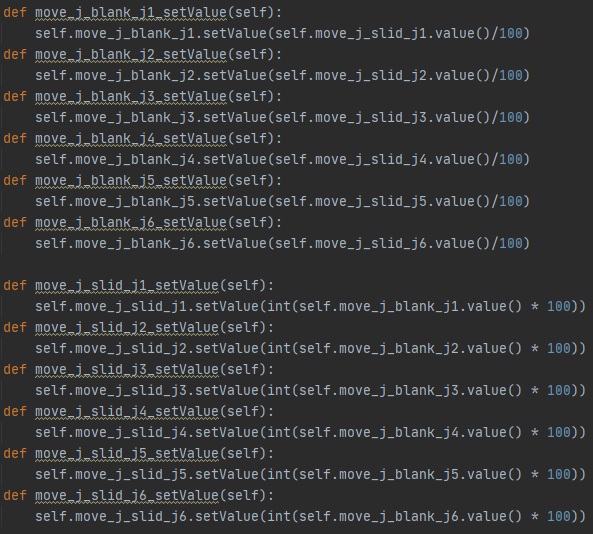 def move_j_blank_j1_setValue(self):
    self.move_j_blank_j1.setValue(self.move_j_slid_j1.value()/100)
def move_j_blank_j2_setValue(self):
    self.move_j_blank_j2.setValue(self.move_j_slid_j2.value()/100)
def move_j_blank_j3_setValue(self):
    self.move_j_blank_j3.setValue(self.move_j_slid_j3.value()/100)
def move_j_blank_j4_setValue(self):
    self.move_j_blank_j4.setValue(self.move_j_slid_j4.value()/100)
def move_j_blank_j5_setValue(self):
    self.move_j_blank_j5.setValue(self.move_j_slid_j5.value()/100)
def move_j_blank_j6_setValue(self):
    self.move_j_blank_j6.setValue(self.move_j_slid_j6.value()/100)

def move_j_slid_j1_setValue(self):
    self.move_j_slid_j1.setValue(int(self.move_j_blank_j1.value() * 100))
def move_j_slid_j2_setValue(self):
    self.move_j_slid_j2.setValue(int(self.move_j_blank_j2.value() * 100))
def move_j_slid_j3_setValue(self):
    self.move_j_slid_j3.setValue(int(self.move_j_blank_j3.value() * 100))
def move_j_slid_j4_setValue(self):
    self.move_j_slid_j4.setValue(int(self.move_j_blank_j4.value() * 100))
def move_j_slid_j5_setValue(self):
    self.move_j_slid_j5.setValue(int(self.move_j_blank_j5.value() * 100))
def move_j_slid_j6_setValue(self):
    self.move_j_slid_j6.setValue(int(self.move_j_blank_j6.value() * 100))